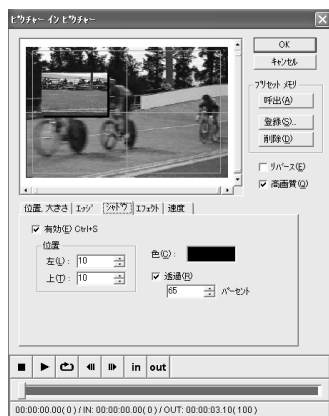 ピクチャー イン ピクチャー
OK
キャンセル
プリセット メモリ
呼出(A)
登録(S)...
削除(D)
リバース(E)
高画質(Q)
位置,大きさ
エッジ
シャドウ
エフェクト
速度
有効(E) Ctrl+S
位置
左(L): 10
上(T): 10
色(C):
透過(R)
65 パーセント
in
out
00:00:00.00( 0 ) / IN: 00:00:00.00( 0 ) / OUT: 00:00:03.10( 100 )